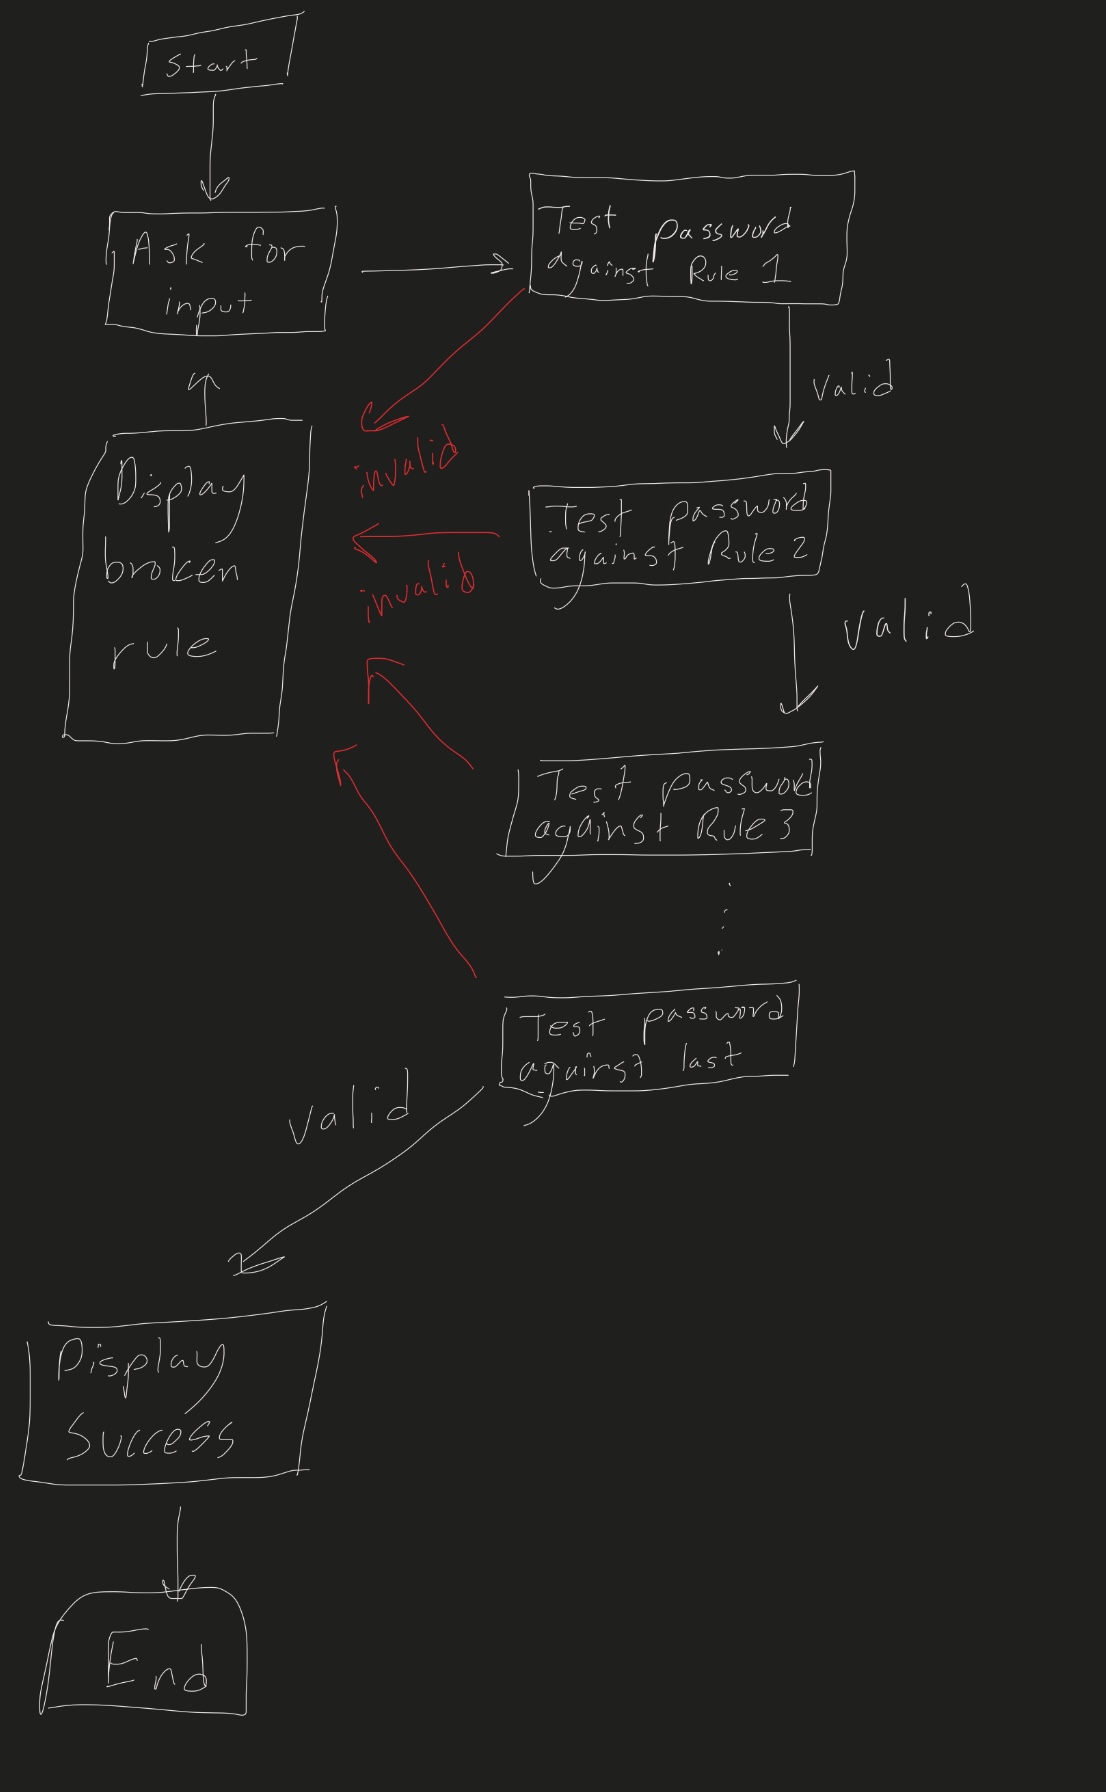 Start
Ask for
input
Test password
against Rule 1
valid
invalid
Display
broken
rule
Test password
against Rule 2
invalid
valid
Test password
against Rule 3
Test password
against last
valid
Display
Success
End